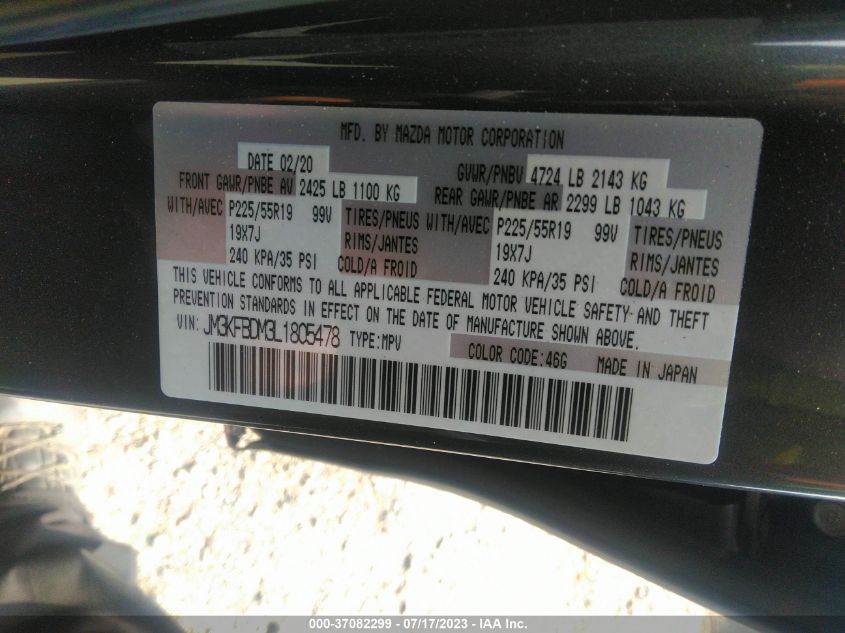 MFD. BY MAZDA MOTOR CORPORATION
DATE 02/20 GVWR/PNBV 4724 LB 2143 KG
FRONT GAWR/PNBE AV 2425 LB 1100 KG REAR GAWR/PNBE AR 2299 LB 1043 KG
WITH/AVEC P225/55R19 99V TIRES/PNEUS WITH/AVEC P225/55R19 99V TIRES/PNEUS
19X7J RIMS/JANTES 19X7J RIMS/JANTES
240 KPA/35 PSI COLD/A FROID 240 KPA/35 PSI COLD/A FROID
THIS VEHICLE CONFORMS TO ALL APPLICABLE FEDERAL MOTOR VEHICLE SAFETY AND THEFT
PREVENTION STANDARDS IN EFFECT ON THE DATE OF MANUFACTURE SHOWN ABOVE.
VIN: JM3KFBDM3L1805478 TYPE:MPV
COLOR CODE:46G MADE IN JAPAN
000-37082299 - 07/17/2023 - IAA Inc.